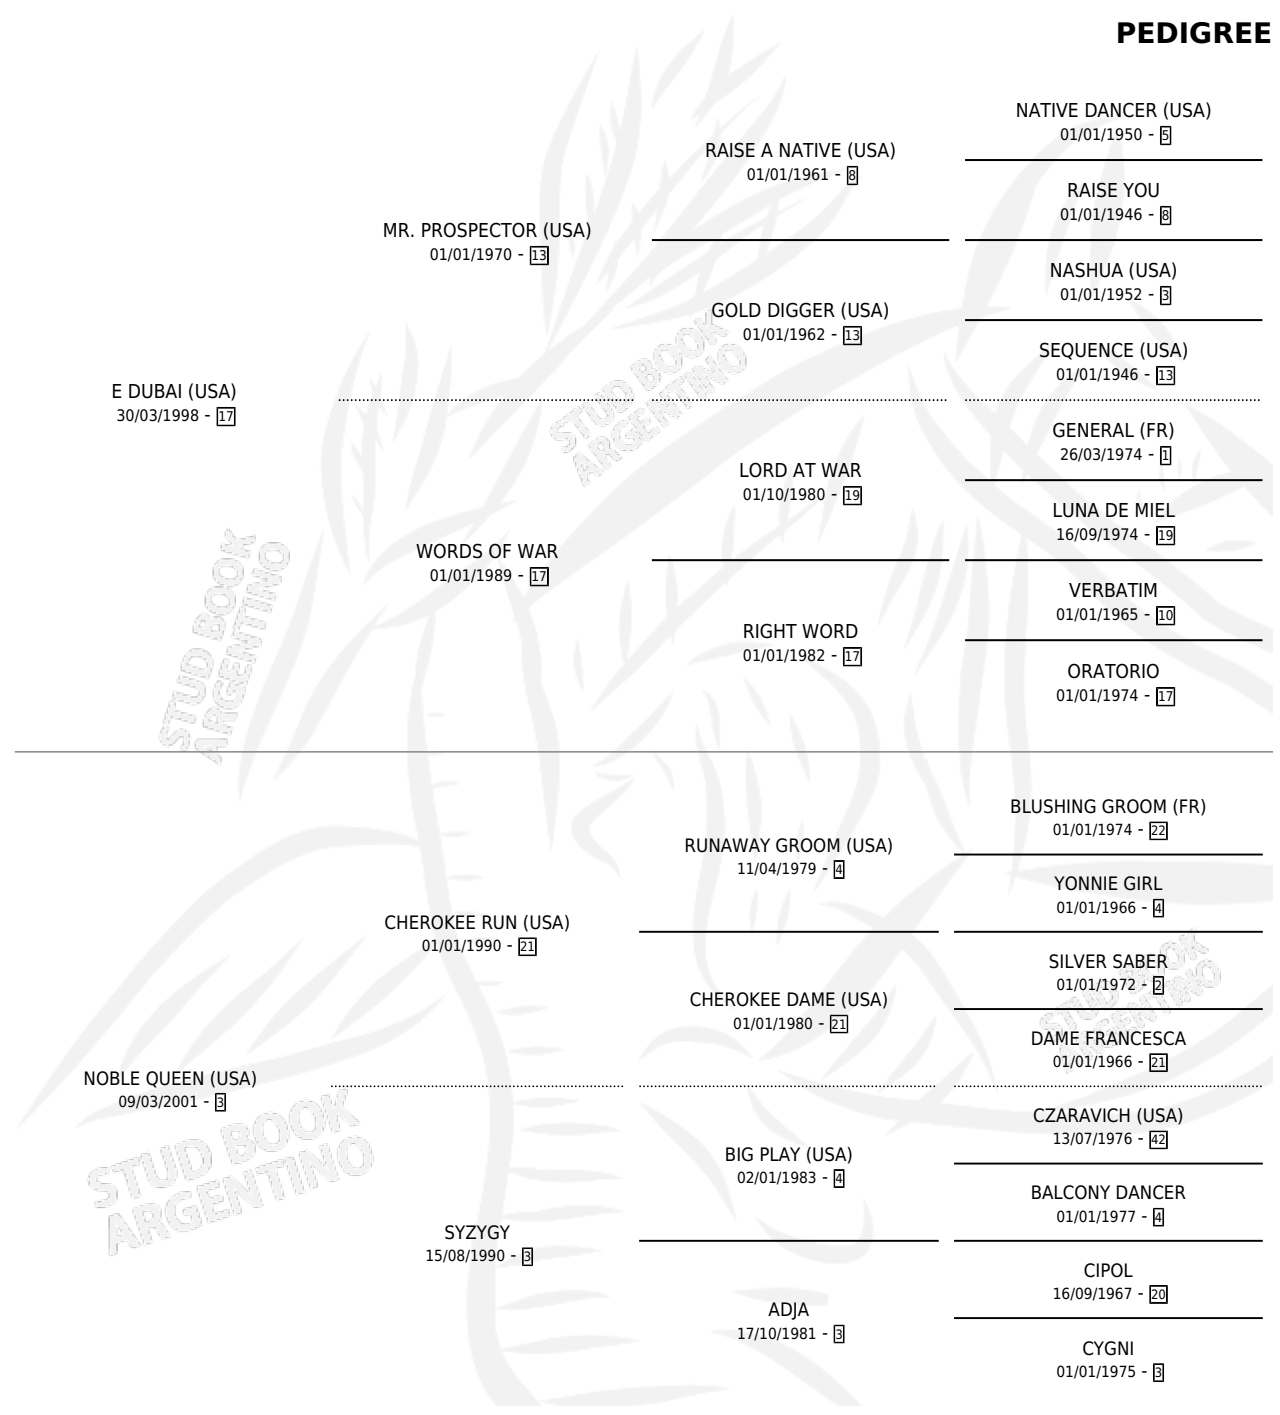 PEDIGREE
NATIVE DANCER (USA)
01/01/1950 - 5
RAISE A NATIVE (USA)
01/01/1961 - 8
RAISE YOU
01/01/1946 - 8
MR. PROSPECTOR (USA)
01/01/1970 - 13
NASHUA (USA)
01/01/1952 - 3
GOLD DIGGER (USA)
01/01/1962 - 13
SEQUENCE (USA)
01/01/1946 - 13
E DUBAI (USA)
30/03/1998 - 17
GENERAL (FR)
26/03/1974 - 1
LORD AT WAR
01/10/1980 - 19
LUNA DE MIEL
16/09/1974 - 19
WORDS OF WAR
01/01/1989 - 17
VERBATIM
01/01/1965 - 10
RIGHT WORD
01/01/1982 - 17
ORATORIO
01/01/1974 - 17
BLUSHING GROOM (FR)
01/01/1974 - 22
RUNAWAY GROOM (USA)
11/04/1979 - 4
YONNIE GIRL
01/01/1966 - 4
CHEROKEE RUN (USA)
01/01/1990 - 21
SILVER SABER
01/01/1972 - 2
CHEROKEE DAME (USA)
01/01/1980 - 21
DAME FRANCESCA
01/01/1966 - 21
NOBLE QUEEN (USA)
09/03/2001 - 3
CZARAVICH (USA)
13/07/1976 - 42
BIG PLAY (USA)
02/01/1983 - 4
BALCONY DANCER
01/01/1977 - 4
SYZYGY
15/08/1990 - 3
CIPOL
16/09/1967 - 20
ADJA
17/10/1981 - 3
CYGNI
01/01/1975 - 3
STUD BOOK
ARGENTINO
STUD BOOK
ARGENTINO
STUD BOOK
ARGENTINO
STUD BOOK
ARGENTINO